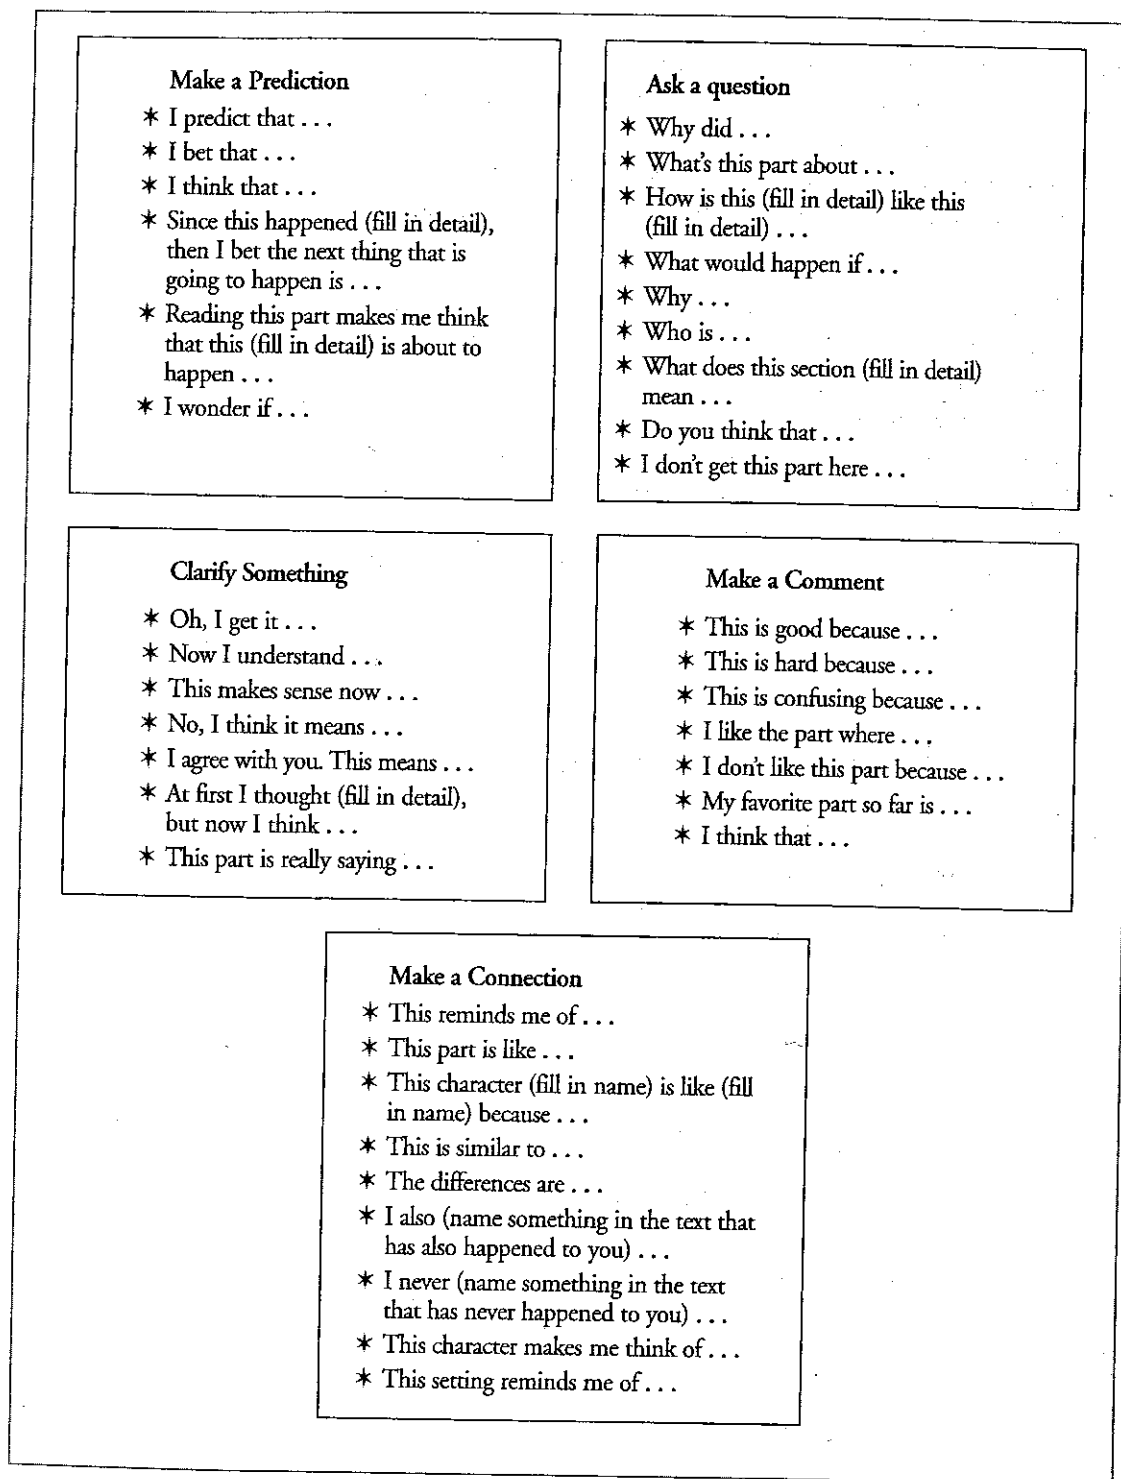 Make a Prediction
* I predict that . . .
* I bet that . . .
* I think that . . .
* Since this happened (fill in detail),
then I bet the next thing that is
going to happen is . . .
* Reading this part makes me think
that this (fill in detail) is about to
happen . . .
* I wonder if . . .
Ask a question
* Why did . . .
* What's this part about . . .
* How is this (fill in detail) like this
(fill in detail) . . .
* What would happen if . . .
* Why . . .
* Who is . . .
* What does this section (fill in detail)
mean . . .
* Do you think that . . .
* I don't get this part here . . .
Clarify Something
* Oh, I get it . . .
* Now I understand . . .
* This makes sense now . . .
* No, I think it means . . .
* I agree with you. This means . . .
* At first I thought (fill in detail),
but now I think . . .
* This part is really saying . . .
Make a Comment
* This is good because . . .
* This is hard because . . .
* This is confusing because . . .
* I like the part where . . .
* I don't like this part because . . .
* My favorite part so far is . . .
* I think that . . .
Make a Connection
* This reminds me of . . .
* This part is like . . .
* This character (fill in name) is like (fill
in name) because . . .
* This is similar to . . .
* The differences are . . .
* I also (name something in the text that
has also happened to you) . . .
* I never (name something in the text
that has never happened to you) . . .
* This character makes me think of . . .
* This setting reminds me of . . .